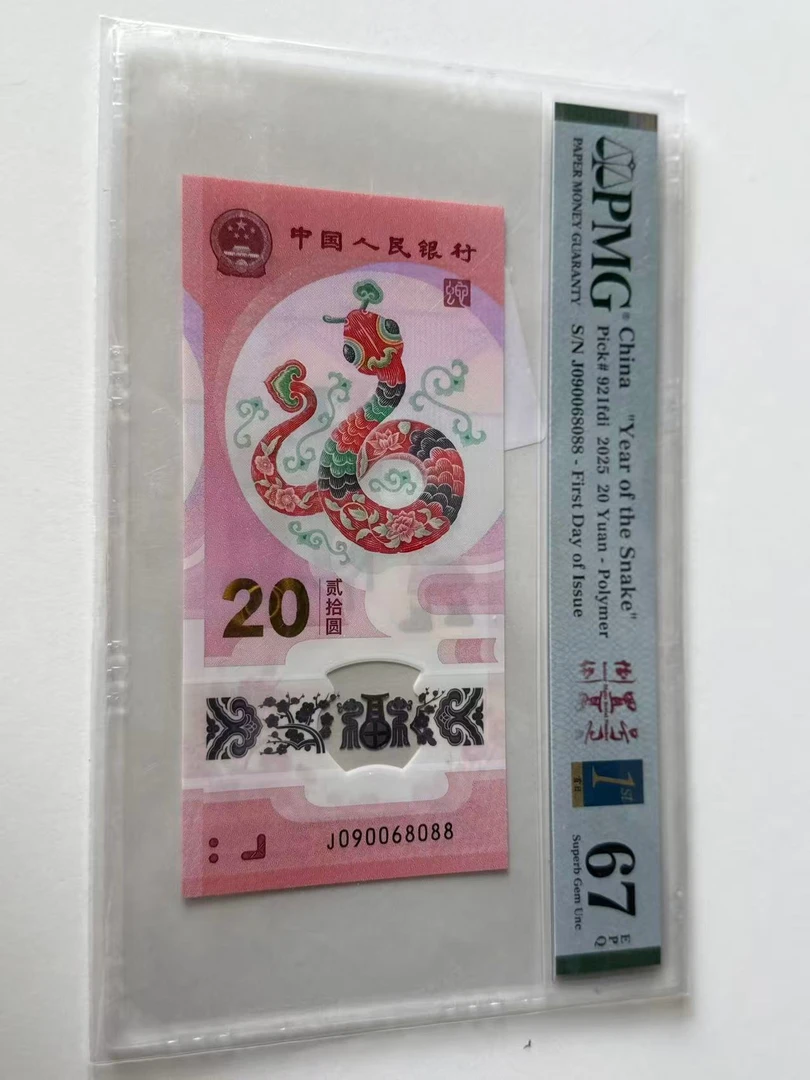 中国人民银行
20
贰拾圆
J090068088
PMG®
PAPER MONEY GUARANTY
China "Year of the Snake"
Pick# 921fdi 2025 20 Yuan - Polymer
S/N J090068088 - First Day of Issue
1st
67
EPQ
Superb Gem Unc